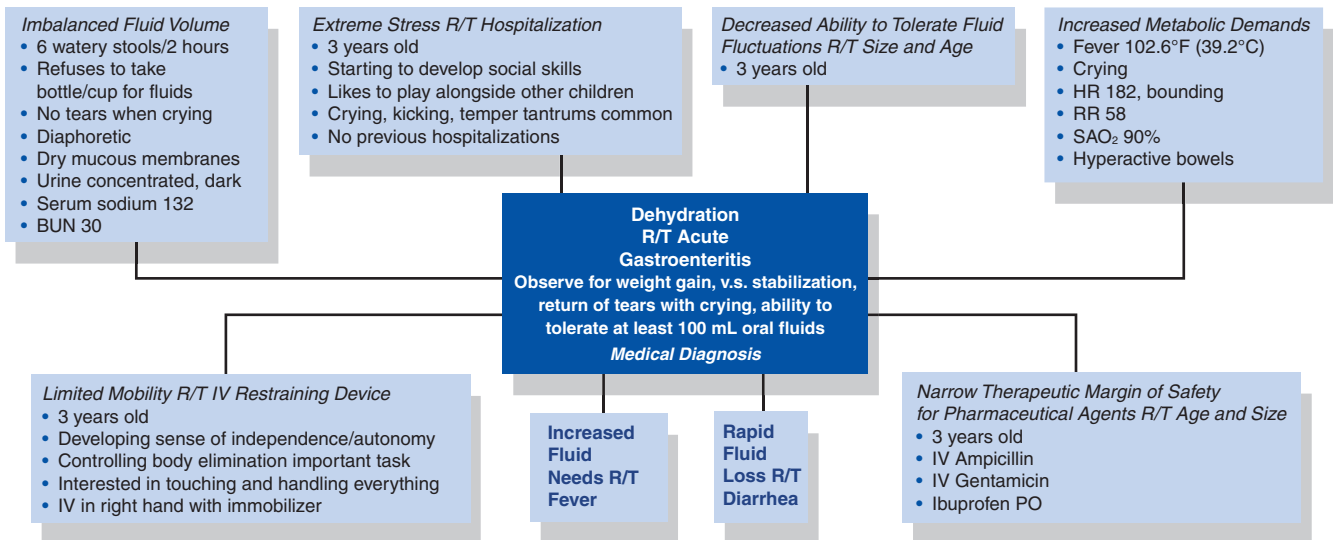 Imbalanced Fluid Volume
• 6 watery stools/2 hours
• Refuses to take
bottle/cup for fluids
• No tears when crying
• Diaphoretic
• Dry mucous membranes
• Urine concentrated, dark
• Serum sodium 132
• BUN 30
Extreme Stress R/T Hospitalization
• 3 years old
• Starting to develop social skills
• Likes to play alongside other children
• Crying, kicking, temper tantrums common
• No previous hospitalizations
Decreased Ability to Tolerate Fluid
Fluctuations R/T Size and Age
• 3 years old
Increased Metabolic Demands
• Fever 102.6°F (39.2°C)
• Crying
• HR 182, bounding
• RR 58
• SAO₂ 90%
• Hyperactive bowels
Dehydration
R/T Acute
Gastroenteritis
Observe for weight gain, v.s. stabilization,
return of tears with crying, ability to
tolerate at least 100 mL oral fluids
Medical Diagnosis
Limited Mobility R/T IV Restraining Device
• 3 years old
• Developing sense of independence/autonomy
• Controlling body elimination important task
• Interested in touching and handling everything
• IV in right hand with immobilizer
Increased
Fluid
Needs R/T
Fever
Rapid
Fluid
Loss R/T
Diarrhea
Narrow Therapeutic Margin of Safety
for Pharmaceutical Agents R/T Age and Size
• 3 years old
• IV Ampicillin
• IV Gentamicin
• Ibuprofen PO